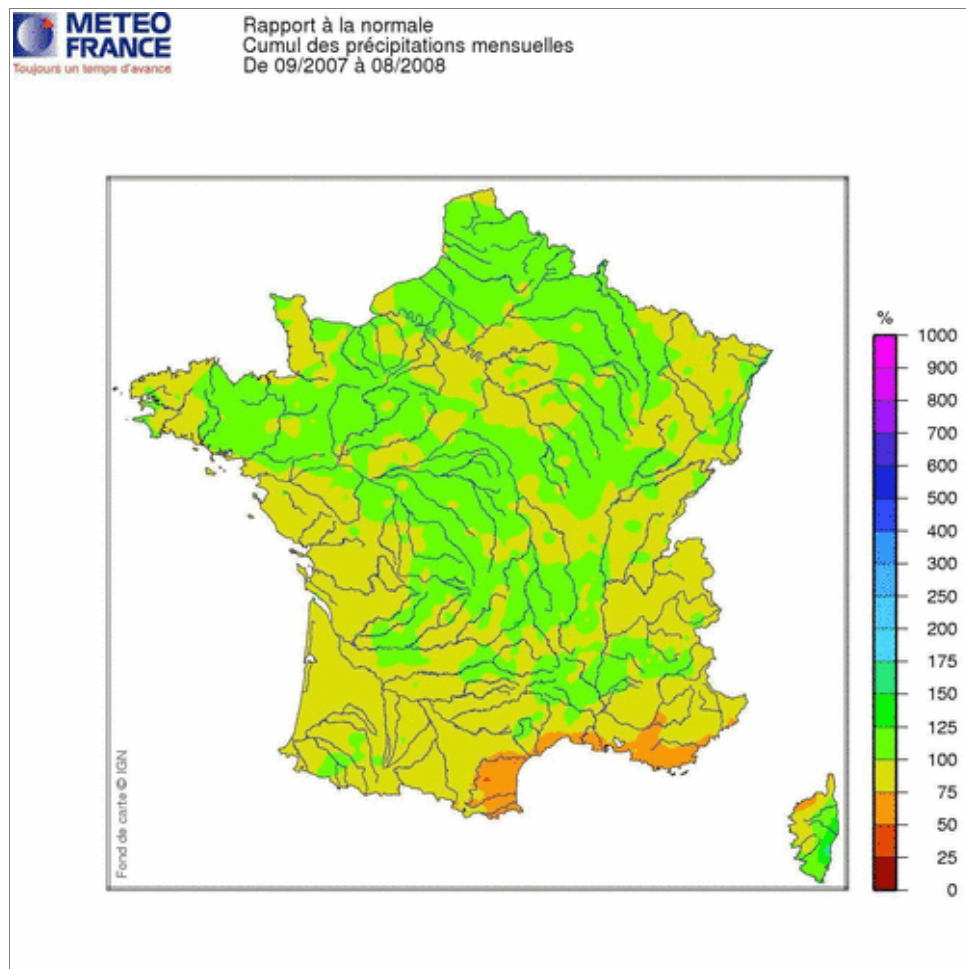 METEO
FRANCE
Toujours un temps d'avance
Rapport à la normale
Cumul des précipitations mensuelles
De 09/2007 à 08/2008
%
1000
900
800
700
600
500
400
300
250
200
175
150
125
100
75
50
25
0
Fond de carte © IGN